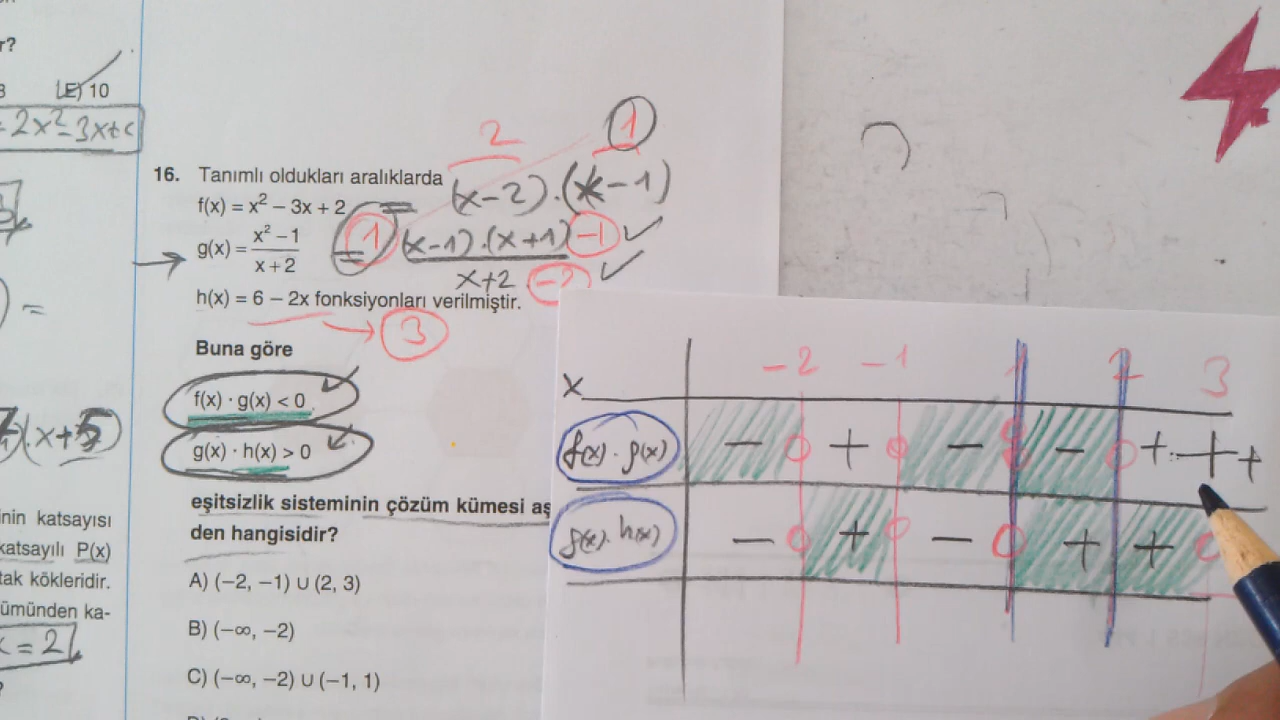 r?
3 E) 10
= 2x² - 3x + c
16. Tanımlı oldukları aralıklarda
f(x) = x² – 3x + 2 = (x-2).(x-1)
2 1
g(x) = x² – 1 / x + 2 = (x-1).(x+1) / x+2
1 -1 -2
h(x) = 6 – 2x fonksiyonları verilmiştir.
3
Buna göre
f(x) · g(x) < 0
g(x) · h(x) > 0
eşitsizlik sisteminin çözüm kümesi aş
den hangisidir?
A) (–2, –1) ∪ (2, 3)
B) (–∞, –2)
C) (–∞, –2) ∪ (–1, 1)
(x+5)
inin katsayısı
katsayılı P(x)
tak kökleridir.
ümünden ka-
x = 2
?
x -2 -1 1 2 3
f(x) · g(x) - + - - + + +
g(x) · h(x) - + - + +